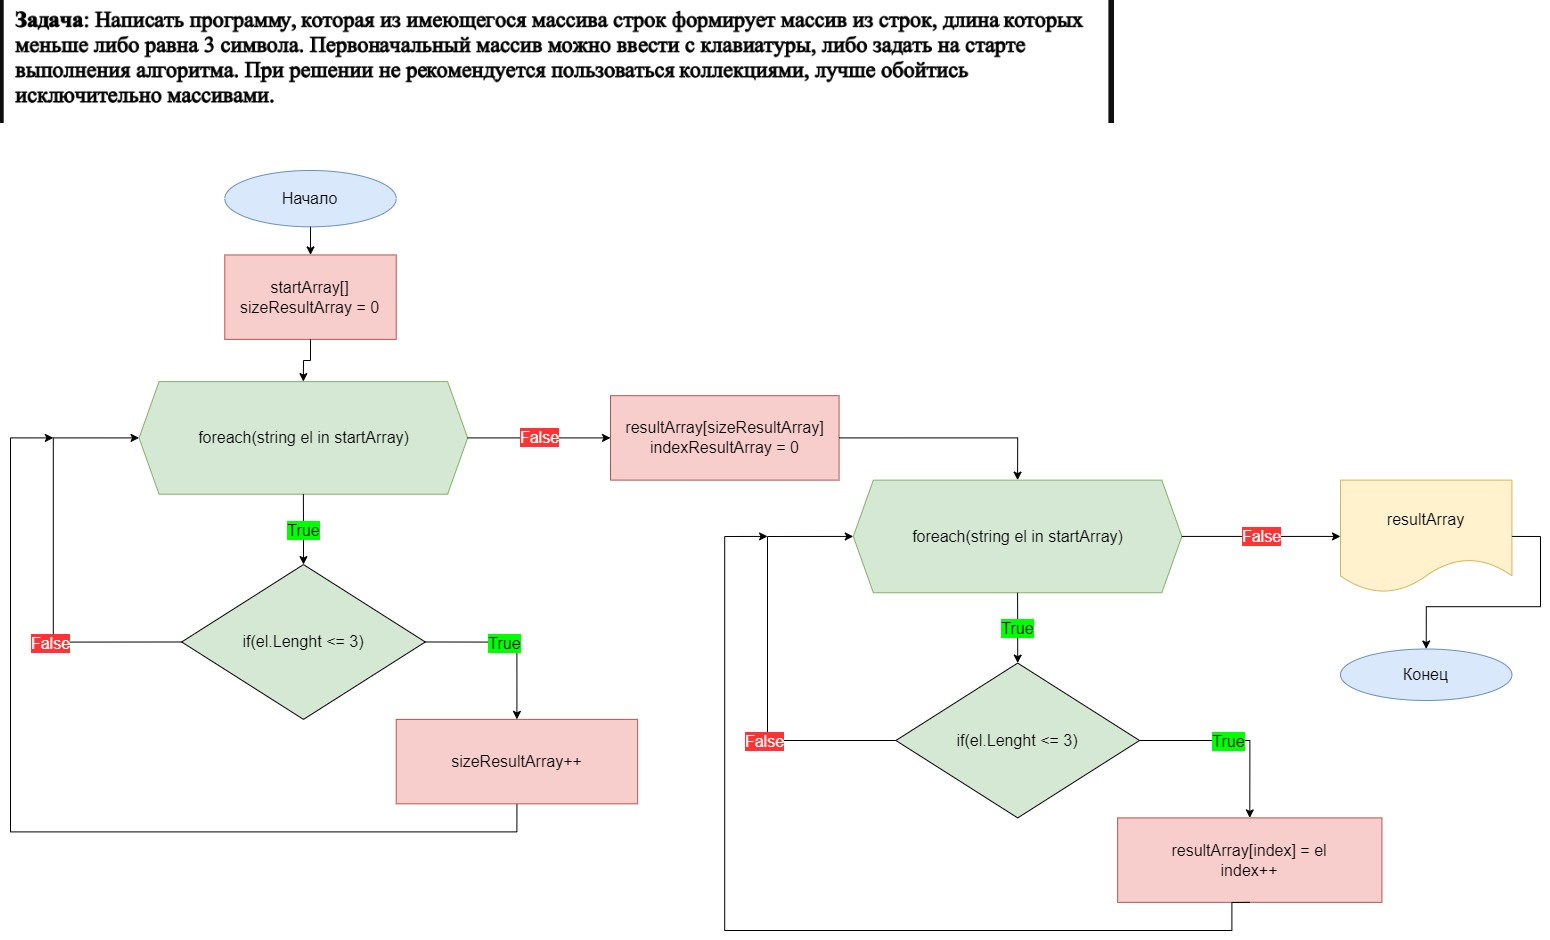 Задача: Написать программу, которая из имеющегося массива строк формирует массив из строк, длина которых
меньше либо равна 3 символа. Первоначальный массив можно ввести с клавиатуры, либо задать на старте
выполнения алгоритма. При решении не рекомендуется пользоваться коллекциями, лучше обойтись
исключительно массивами.
Начало
startArray[]
sizeResultArray = 0
foreach(string el in startArray)
False
True
if(el.Lenght <= 3)
False
True
sizeResultArray++
resultArray[sizeResultArray]
indexResultArray = 0
foreach(string el in startArray)
False
True
if(el.Lenght <= 3)
False
True
resultArray[index] = el
index++
resultArray
Конец